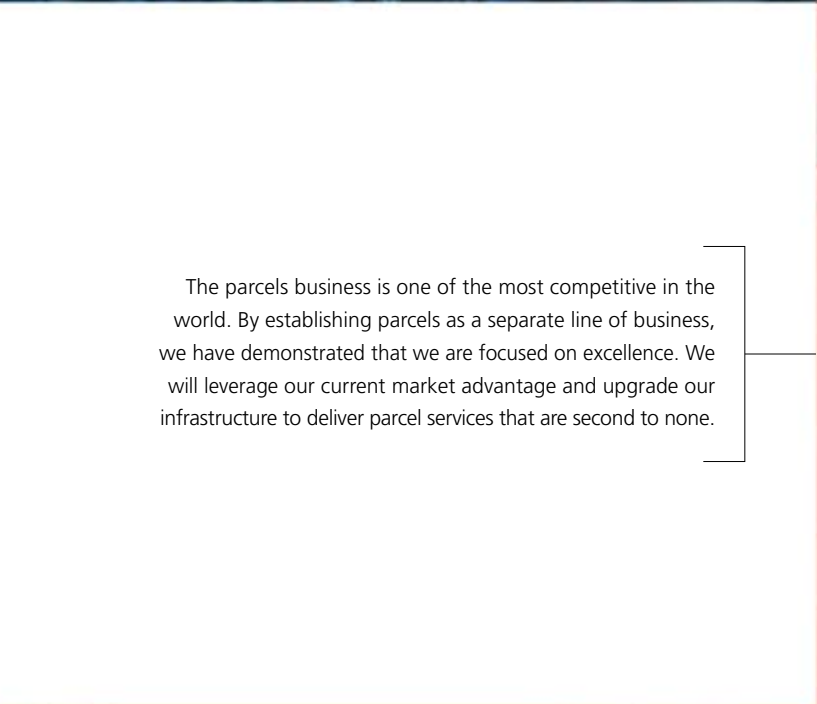 The parcels business is one of the most competitive in the
world. By establishing parcels as a separate line of business,
we have demonstrated that we are focused on excellence. We
will leverage our current market advantage and upgrade our
infrastructure to deliver parcel services that are second to none.